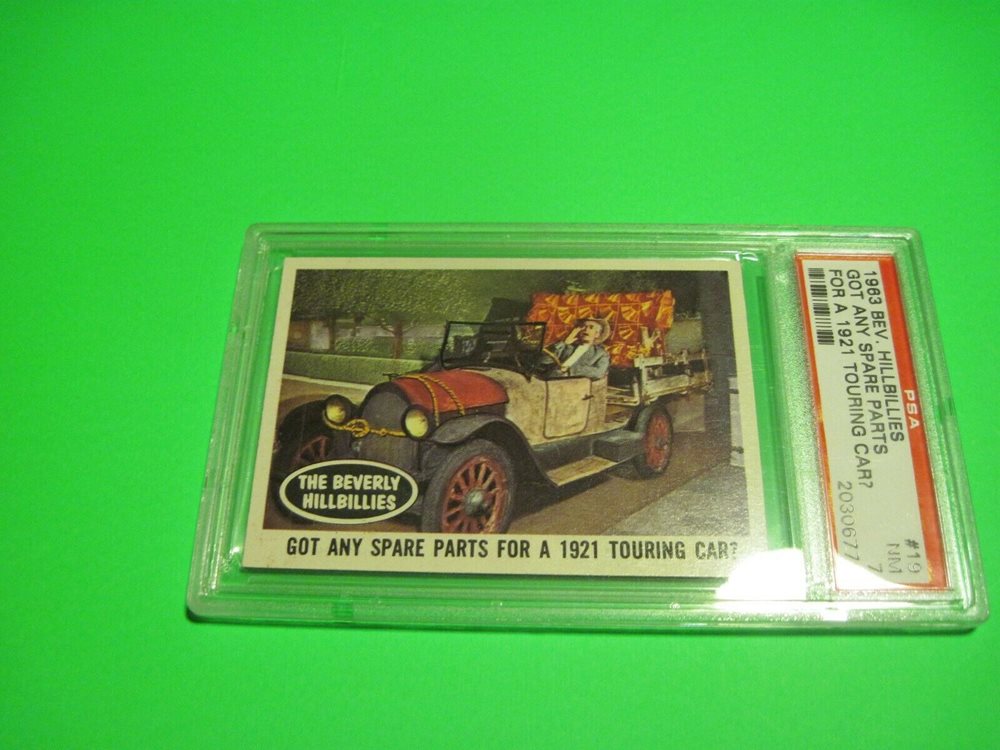 THE BEVERLY
HILLBILLIES
GOT ANY SPARE PARTS FOR A 1921 TOURING CAR?
PSA
1963 BEV. HILLBILLIES #19
GOT ANY SPARE PARTS NM
FOR A 1921 TOURING CAR? 7